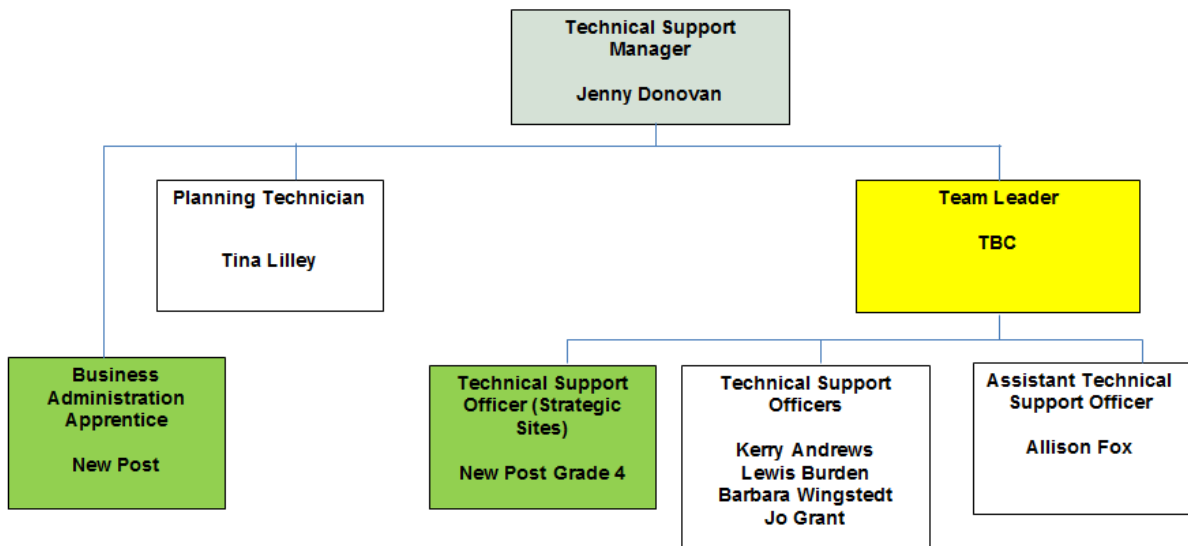 Technical Support
Manager
Jenny Donovan
Planning Technician
Tina Lilley
Team Leader
TBC
Business
Administration
Apprentice
New Post
Technical Support
Officer (Strategic
Sites)
New Post Grade 4
Technical Support
Officers
Kerry Andrews
Lewis Burden
Barbara Wingstedt
Jo Grant
Assistant Technical
Support Officer
Allison Fox